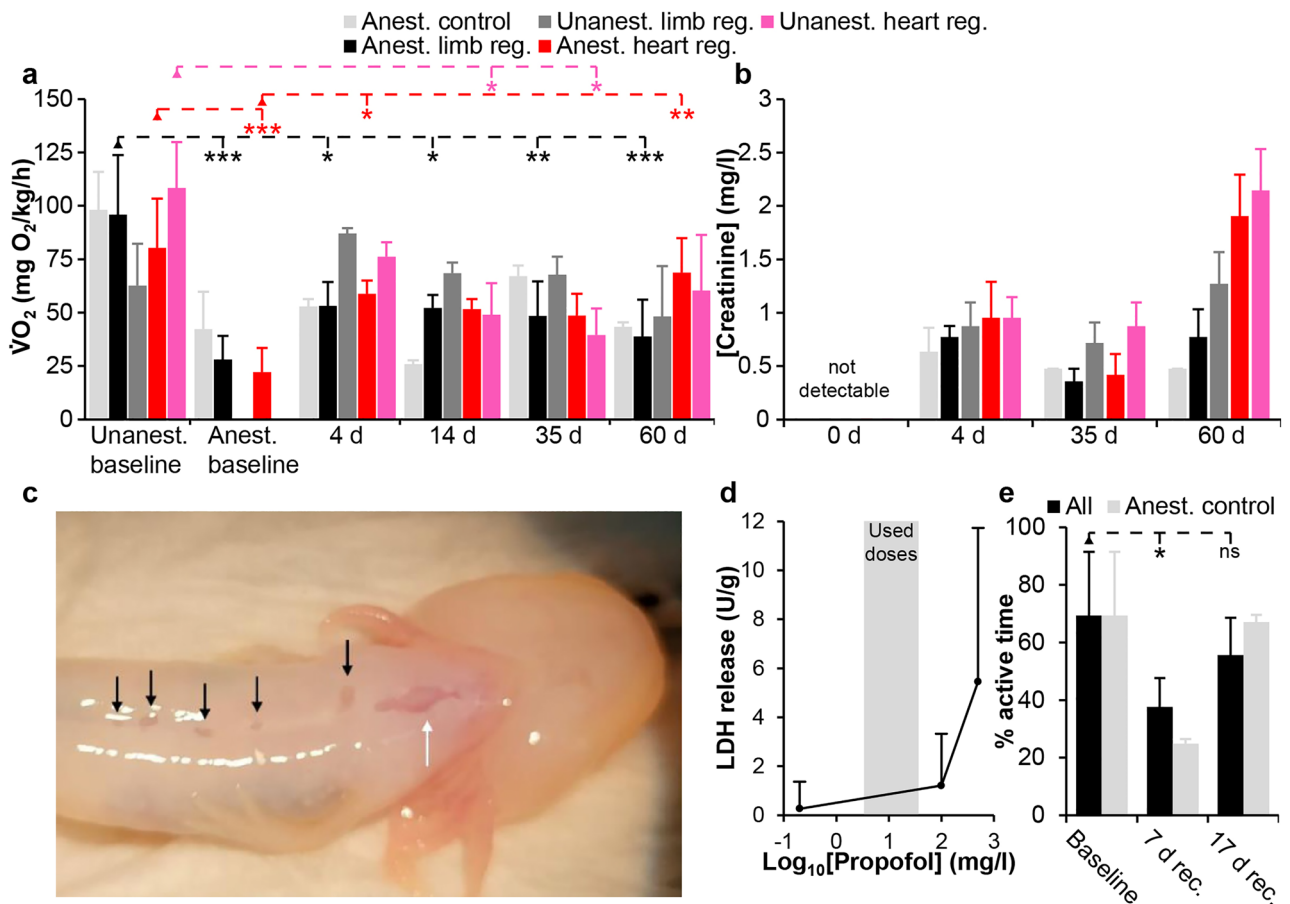 Anest. control Unanest. limb reg. Unanest. heart reg.
Anest. limb reg. Anest. heart reg.
a
*
*
***
*
**
***
*
*
**
***
150
125
100
75
50
25
0
V̇O2 (mg O2/kg/h)
Unanest. baseline
Anest. baseline
4 d
14 d
35 d
60 d
b
3
2.5
2
1.5
1
0.5
0
[Creatinine] (mg/l)
not
detectable
0 d
4 d
35 d
60 d
c
d
12
10
8
6
4
2
0
LDH release (U/g)
Used
doses
-1
0
2
3
Log10[Propofol] (mg/l)
e
All Anest. control
100
80
60
40
20
0
% active time
*
ns
Baseline
7 d rec.
17 d rec.